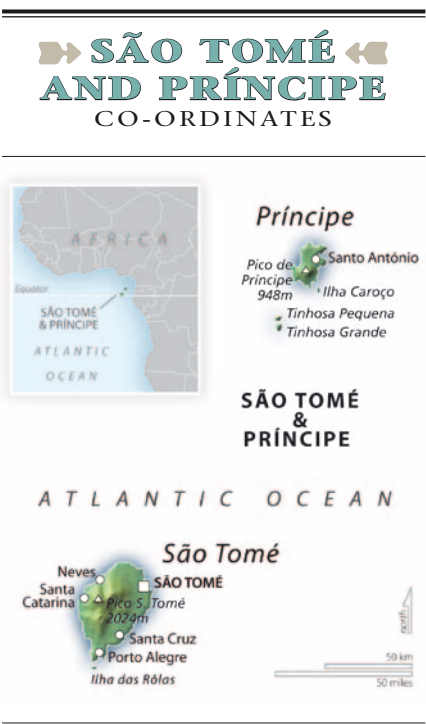 SÃO TOMÉ
AND PRÍNCIPE
CO-ORDINATES
AFRICA
Equator
SÃO TOMÉ
& PRÍNCIPE
ATLANTIC
OCEAN
Príncipe
Santo António
Pico de
Príncipe
948m
Ilha Caroço
Tinhosa Pequena
Tinhosa Grande
SÃO TOMÉ
&
PRÍNCIPE
ATLANTIC OCEAN
São Tomé
Neves
SÃO TOMÉ
Santa
Catarina
Pico S. Tomé
2024m
Santa Cruz
Porto Alegre
Ilha das Rôlas
north
50 km
50 miles